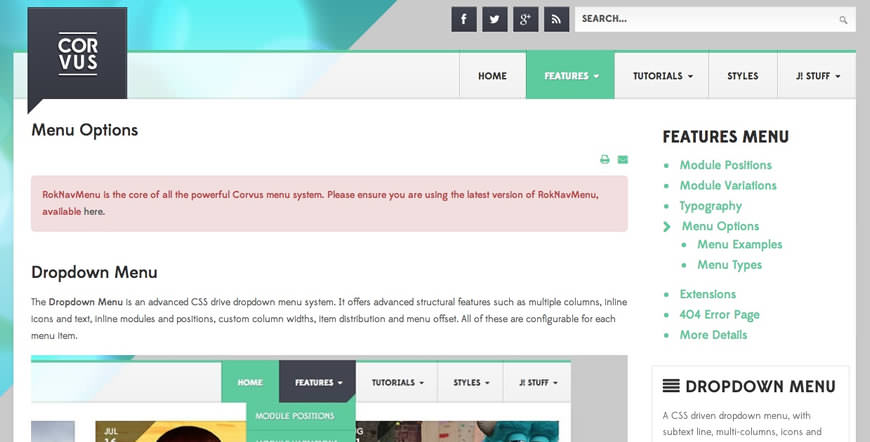 SEARCH...
COR
VUS
HOME
FEATURES
TUTORIALS
STYLES
J! STUFF
Menu Options
RokNavMenu is the core of all the powerful Corvus menu system. Please ensure you are using the latest version of RokNavMenu,
available here.
Dropdown Menu
The Dropdown Menu is an advanced CSS drive dropdown menu system. It offers advanced structural features such as multiple columns, inline
icons and text, inline modules and positions, custom column widths, item distribution and menu offset. All of these are configurable for each
menu item.
HOME
FEATURES
TUTORIALS
STYLES
J! STUFF
MODULE POSITIONS
JUL
FEATURES MENU
Module Positions
Module Variations
Typography
Menu Options
Menu Examples
Menu Types
Extensions
404 Error Page
More Details
DROPDOWN MENU
A CSS driven dropdown menu, with
subtext line, multi-columns, icons and